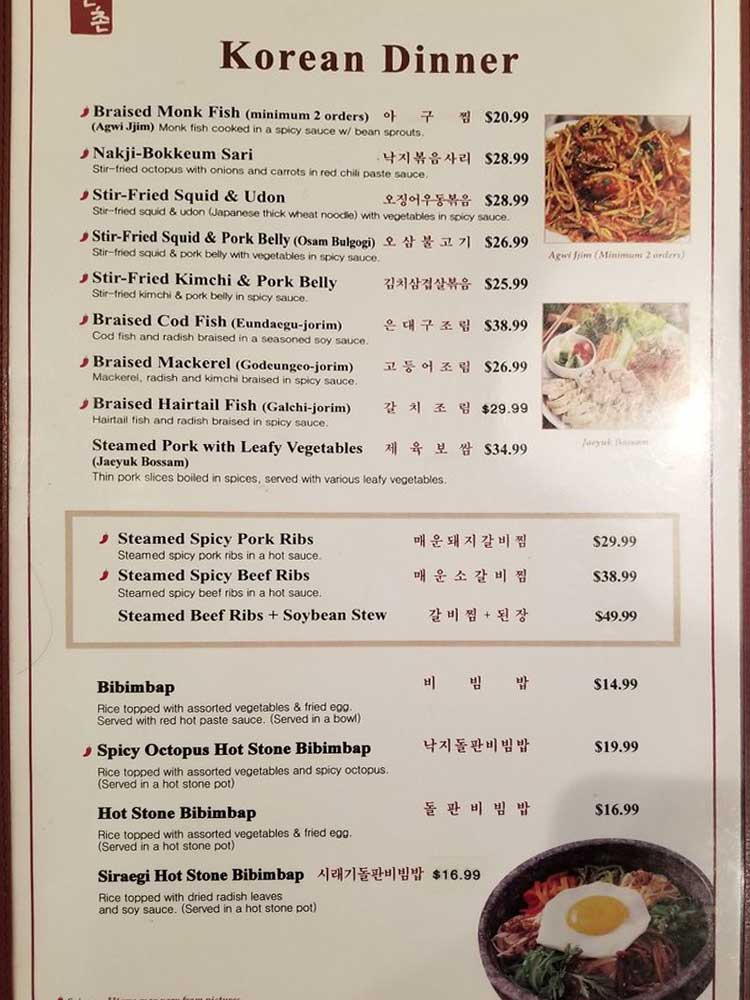 촌
Korean Dinner
Braised Monk Fish (minimum 2 orders) 아 구 찜 $20.99
(Agwi Jjim) Monk fish cooked in a spicy sauce w/ bean sprouts.
Nakji-Bokkeum Sari 낙지볶음사리 $28.99
Stir-fried octopus with onions and carrots in red chili paste sauce.
Stir-Fried Squid & Udon 오징어우동볶음 $28.99
Stir-fried squid & udon (Japanese thick wheat noodle) with vegetables in spicy sauce.
Stir-Fried Squid & Pork Belly (Osam Bulgogi) 오 삼 불 고 기 $26.99
Stir-fried squid & pork belly with vegetables in spicy sauce.
Agwi Jjim (Minimum 2 orders)
Stir-Fried Kimchi & Pork Belly 김치삼겹살볶음 $25.99
Stir-fried kimchi & pork belly in spicy sauce.
Braised Cod Fish (Eundaegu-jorim) 은 대 구 조 림 $38.99
Cod fish and radish braised in a seasoned soy sauce.
Braised Mackerel (Godeungeo-jorim) 고 등 어 조 림 $26.99
Mackerel, radish and kimchi braised in spicy sauce.
Braised Hairtail Fish (Galchi-jorim) 갈 치 조 림 $29.99
Hairtail fish and radish braised in spicy sauce.
Steamed Pork with Leafy Vegetables 제 육 보 쌈 $34.99
(Jaeyuk Bossam)
Thin pork slices boiled in spices, served with various leafy vegetables.
Jaeyuk Bossam
Steamed Spicy Pork Ribs 매운돼지갈비찜 $29.99
Steamed spicy pork ribs in a hot sauce.
Steamed Spicy Beef Ribs 매 운 소 갈 비 찜 $38.99
Steamed spicy beef ribs in a hot sauce.
Steamed Beef Ribs + Soybean Stew 갈 비 찜 + 된 장 $49.99
Bibimbap 비 빔 밥 $14.99
Rice topped with assorted vegetables & fried egg.
Served with red hot paste sauce. (Served in a bowl)
Spicy Octopus Hot Stone Bibimbap 낙지돌판비빔밥 $19.99
Rice topped with assorted vegetables and spicy octopus.
(Served in a hot stone pot)
Hot Stone Bibimbap 돌 판 비 빔 밥 $16.99
Rice topped with assorted vegetables & fried egg.
(Served in a hot stone pot)
Siraegi Hot Stone Bibimbap 시래기돌판비빔밥 $16.99
Rice topped with dried radish leaves
and soy sauce. (Served in a hot stone pot)